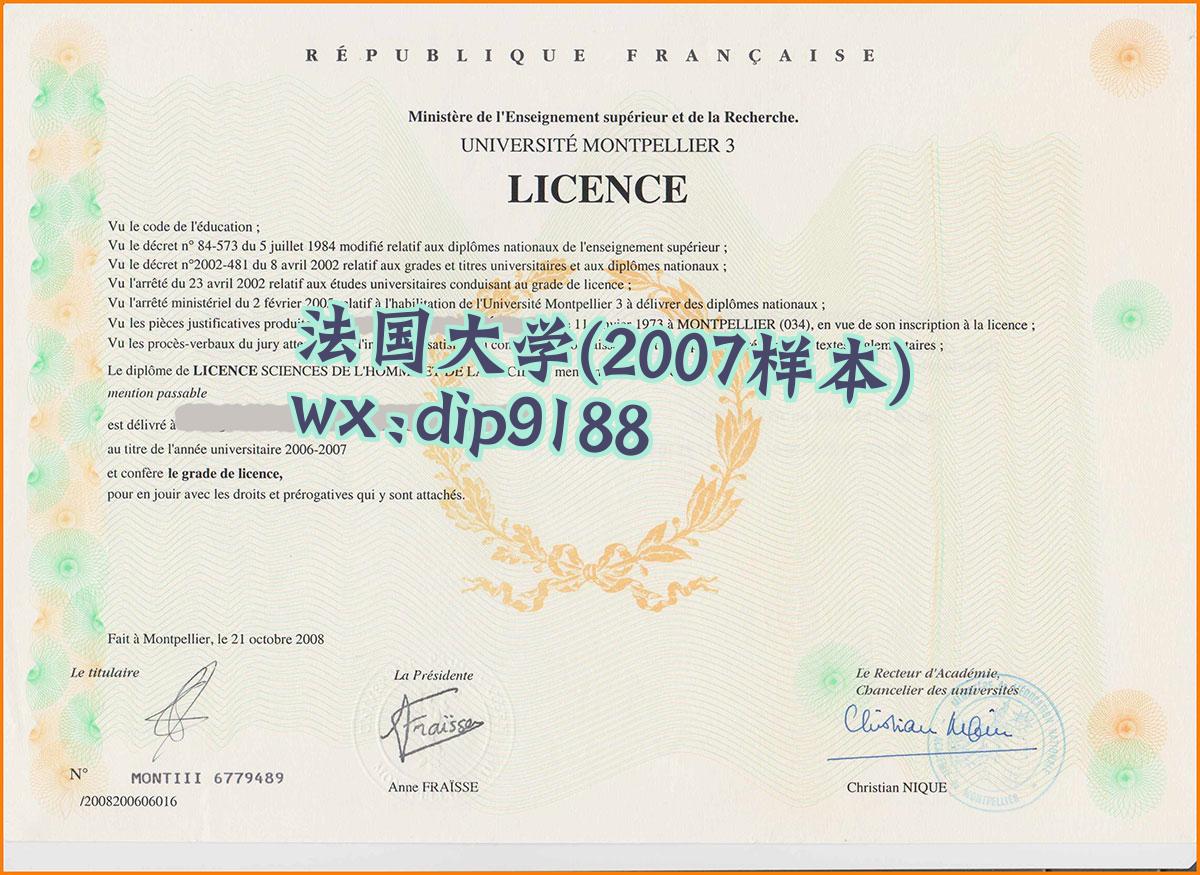 RÉPUBLIQUE FRANÇAISE
Ministère de l'Enseignement supérieur et de la Recherche.
UNIVERSITÉ MONTPELLIER 3
LICENCE
Vu le code de l'éducation ;
Vu le décret n° 84-573 du 5 juillet 1984 modifié relatif aux diplômes nationaux de l'enseignement supérieur ;
Vu le décret n°2002-481 du 8 avril 2002 relatif aux grades et titres universitaires et aux diplômes nationaux ;
Vu l'arrêté du 23 avril 2002 relatif aux études universitaires conduisant au grade de licence ;
Vu l'arrêté ministériel du 2 février relatif à l'habilitation de l'Université Montpellier 3 à délivrer des diplômes nationaux ;
Vu les pièces justificatives 1973 à MONTPELLIER (034), en vue de son inscription à la licence ;
Vu les procès-verbaux du jury
法国大学(2007样本)
Le diplôme de LICENCE SCIENCES DE L'HOMME ET DE LA
mention passable
wx:dip9188
est délivré à
au titre de l'année universitaire 2006-2007
et confère le grade de licence,
pour en jouir avec les droits et prérogatives qui y sont attachés.
Fait à Montpellier, le 21 octobre 2008
Le titulaire
La Présidente
Le Recteur d'Académie,
Chancelier des universités
AFraïsse
N° MONTIII 6779489
/2008200606016
Anne FRAÏSSE
Christian NIQUE